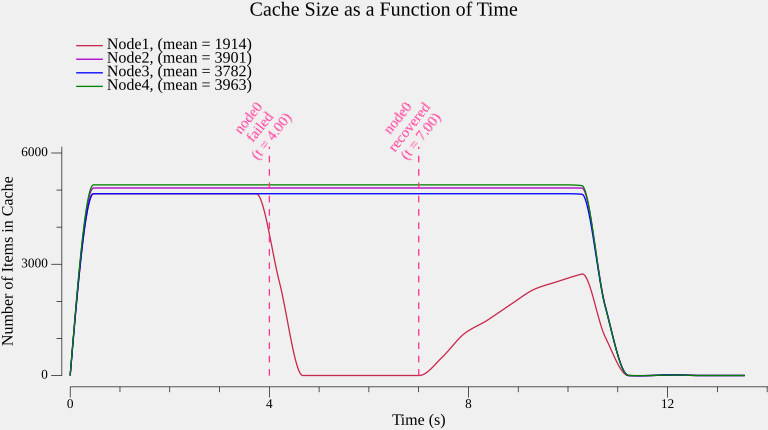 Cache Size as a Function of Time
Node1, (mean = 1914)
Node2, (mean = 3901)
Node3, (mean = 3782)
Node4, (mean = 3963)
node0
failed
(t = 4.00)
node0
recovered
(t = 7.00)
Number of Items in Cache
6000
3000
0
0
4
8
12
Time (s)